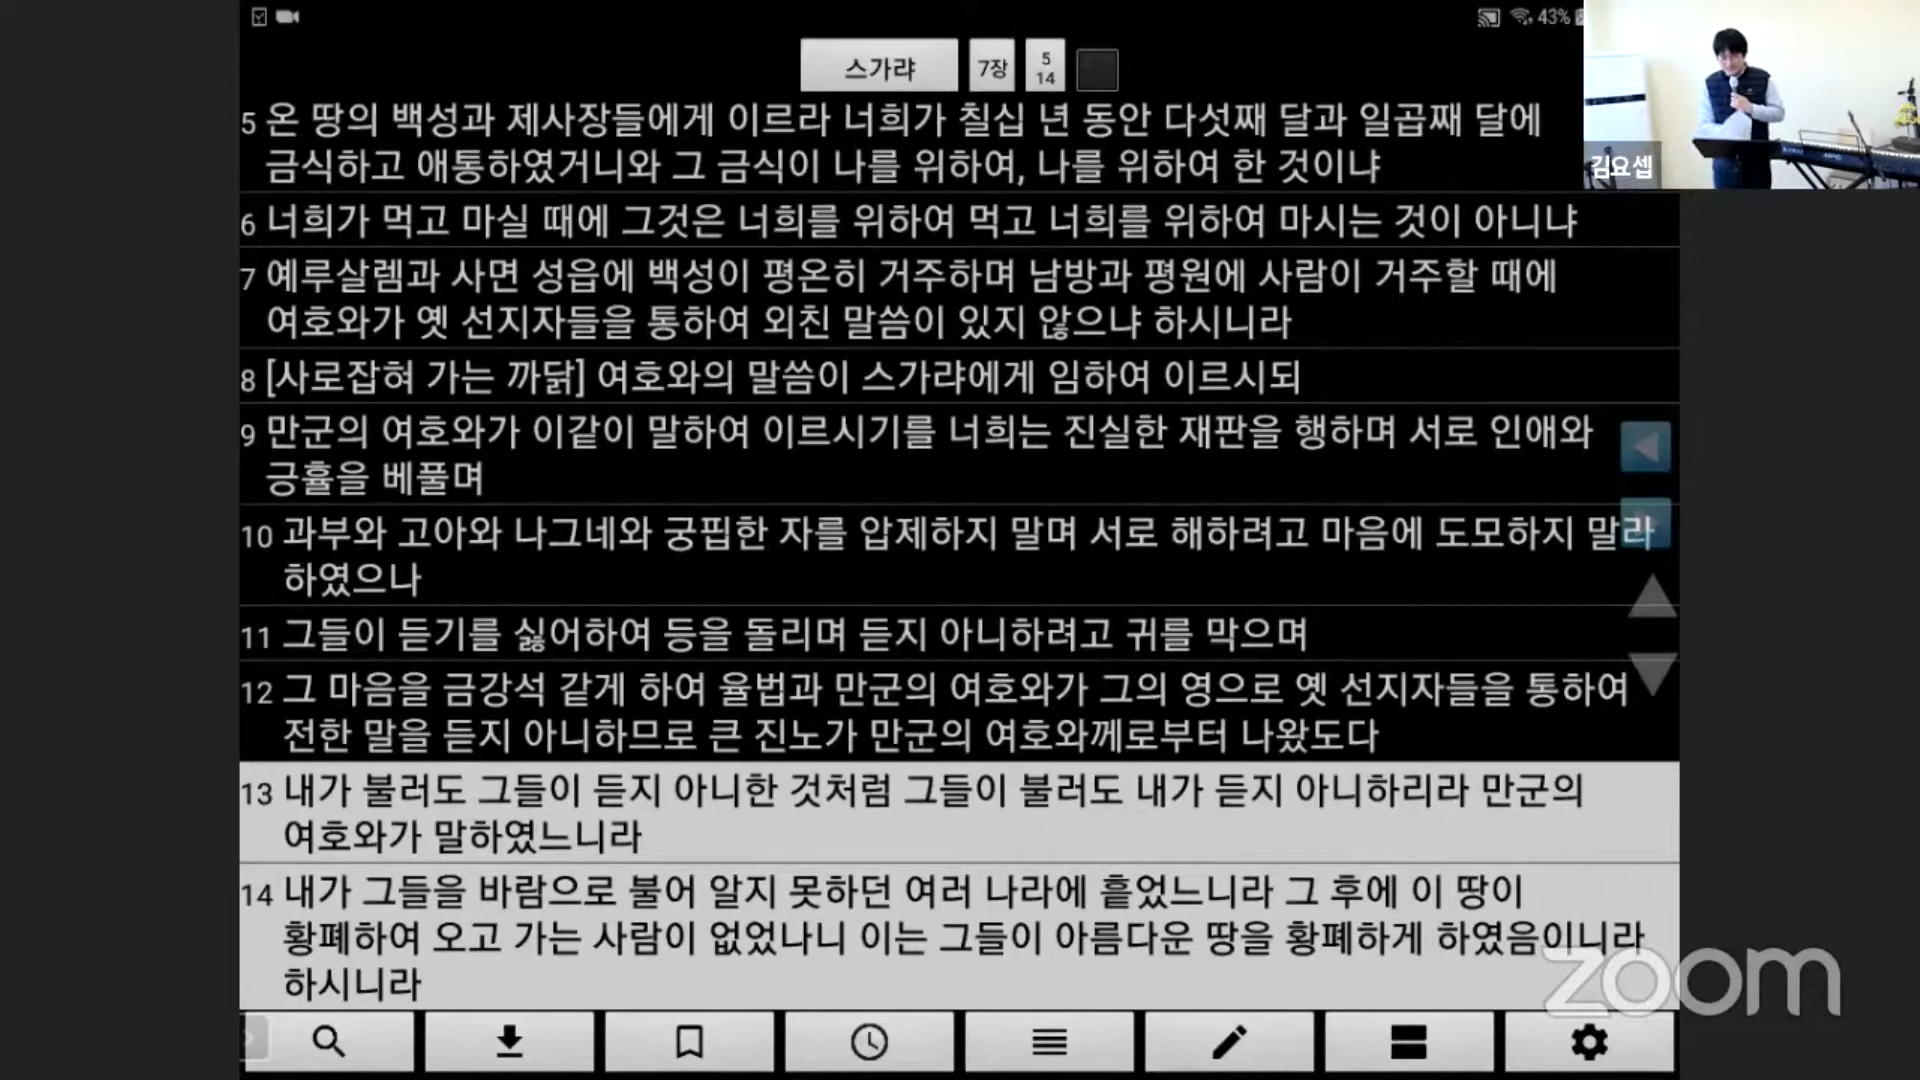 43%
스가랴 7장 5 14
5 온 땅의 백성과 제사장들에게 이르라 너희가 칠십 년 동안 다섯째 달과 일곱째 달에
금식하고 애통하였거니와 그 금식이 나를 위하여, 나를 위하여 한 것이냐
김요셉
6 너희가 먹고 마실 때에 그것은 너희를 위하여 먹고 너희를 위하여 마시는 것이 아니냐
7 예루살렘과 사면 성읍에 백성이 평온히 거주하며 남방과 평원에 사람이 거주할 때에
여호와가 옛 선지자들을 통하여 외친 말씀이 있지 않으냐 하시니라
8 [사로잡혀 가는 까닭] 여호와의 말씀이 스가랴에게 임하여 이르시되
9 만군의 여호와가 이같이 말하여 이르시기를 너희는 진실한 재판을 행하며 서로 인애와
긍휼을 베풀며
10 과부와 고아와 나그네와 궁핍한 자를 압제하지 말며 서로 해하려고 마음에 도모하지 말라
하였으나
11 그들이 듣기를 싫어하여 등을 돌리며 듣지 아니하려고 귀를 막으며
12 그 마음을 금강석 같게 하여 율법과 만군의 여호와가 그의 영으로 옛 선지자들을 통하여
전한 말을 듣지 아니하므로 큰 진노가 만군의 여호와께로부터 나왔도다
13 내가 불러도 그들이 듣지 아니한 것처럼 그들이 불러도 내가 듣지 아니하리라 만군의
여호와가 말하였느니라
14 내가 그들을 바람으로 불어 알지 못하던 여러 나라에 흩었느니라 그 후에 이 땅이
황폐하여 오고 가는 사람이 없었나니 이는 그들이 아름다운 땅을 황폐하게 하였음이니라
하시니라
zoom